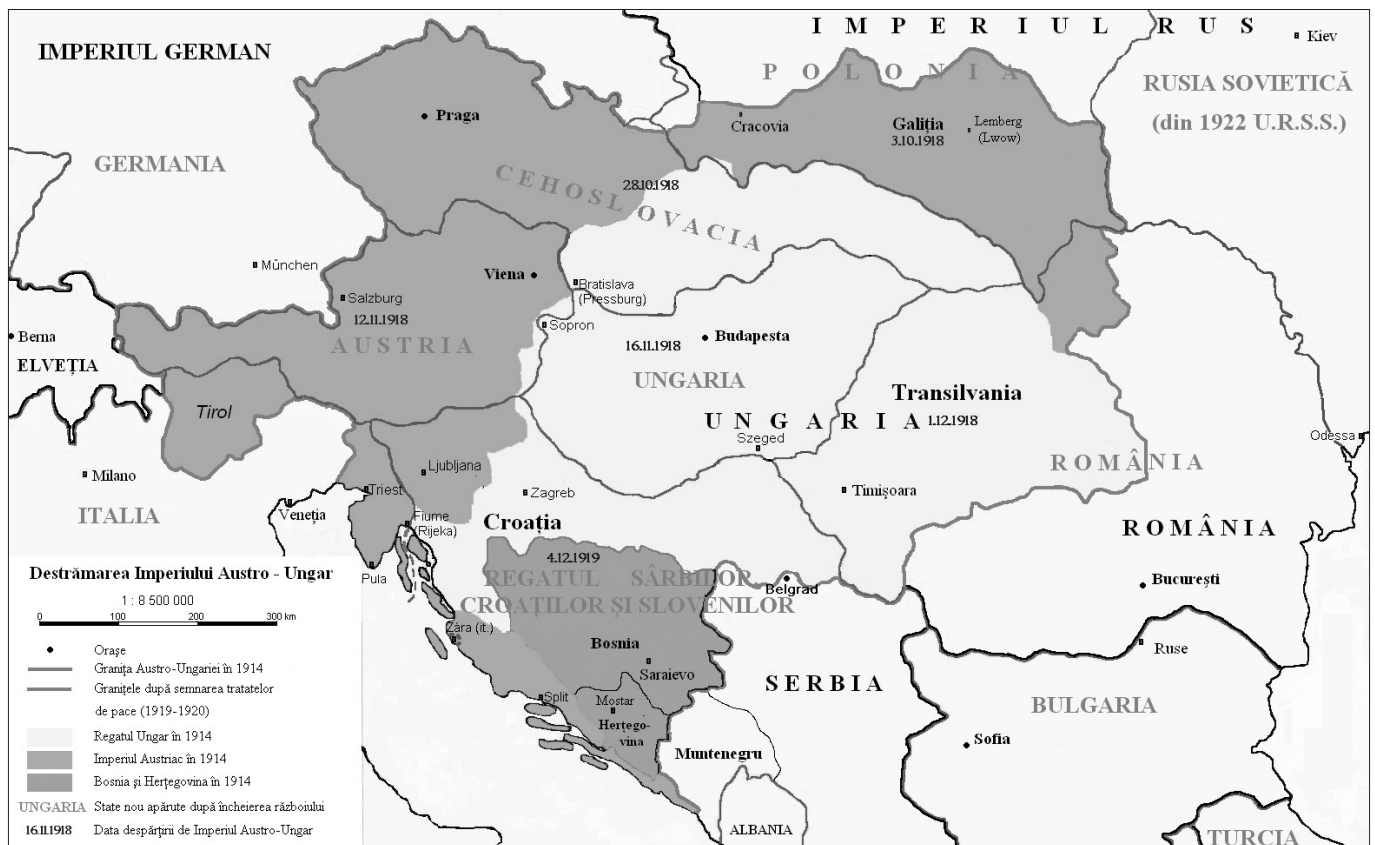 IMPERIUL RUS
Kiev
IMPERIUL GERMAN
POLONIA
RUSIA SOVIETICĂ
(din 1922 U.R.S.S.)
Praga
Cracovia
Galiția
3.10.1918
Lemberg
(Lwow)
GERMANIA
CEHOSLOVACIA
28.10.1918
München
Viena
Bratislava
(Pressburg)
Salzburg
12.11.1918
Sopron
Berna
AUSTRIA
16.11.1918
Budapesta
ELVEȚIA
UNGARIA
Transilvania
1.12.1918
Tirol
UNGARIA
Szeged
Odessa
ROMÂNIA
Milano
Ljubljana
Triest
Zagreb
Timișoara
Veneția
ITALIA
Fiume
(Rijeka)
Croația
ROMÂNIA
4.12.1919
Pula
REGATUL SÂRBILOR
CROAȚILOR ȘI SLOVENILOR
Belgrad
București
Destrămarea Imperiului Austro - Ungar
1 : 8 500 000
0 100 200 300 km
Zára (it.)
Bosnia
Saraievo
Ruse
Orașe
Granița Austro-Ungariei în 1914
Granițele după semnarea tratatelor
de pace (1919-1920)
Split
Mostar
Herțego-
vina
SERBIA
BULGARIA
Regatul Ungar în 1914
Imperiul Austriac în 1914
Bosnia și Herțegovina în 1914
Muntenegru
Sofia
UNGARIA State nou apărute după încheierea războiului
16.11.1918 Data despărțirii de Imperiul Austro-Ungar
ALBANIA
TURCIA